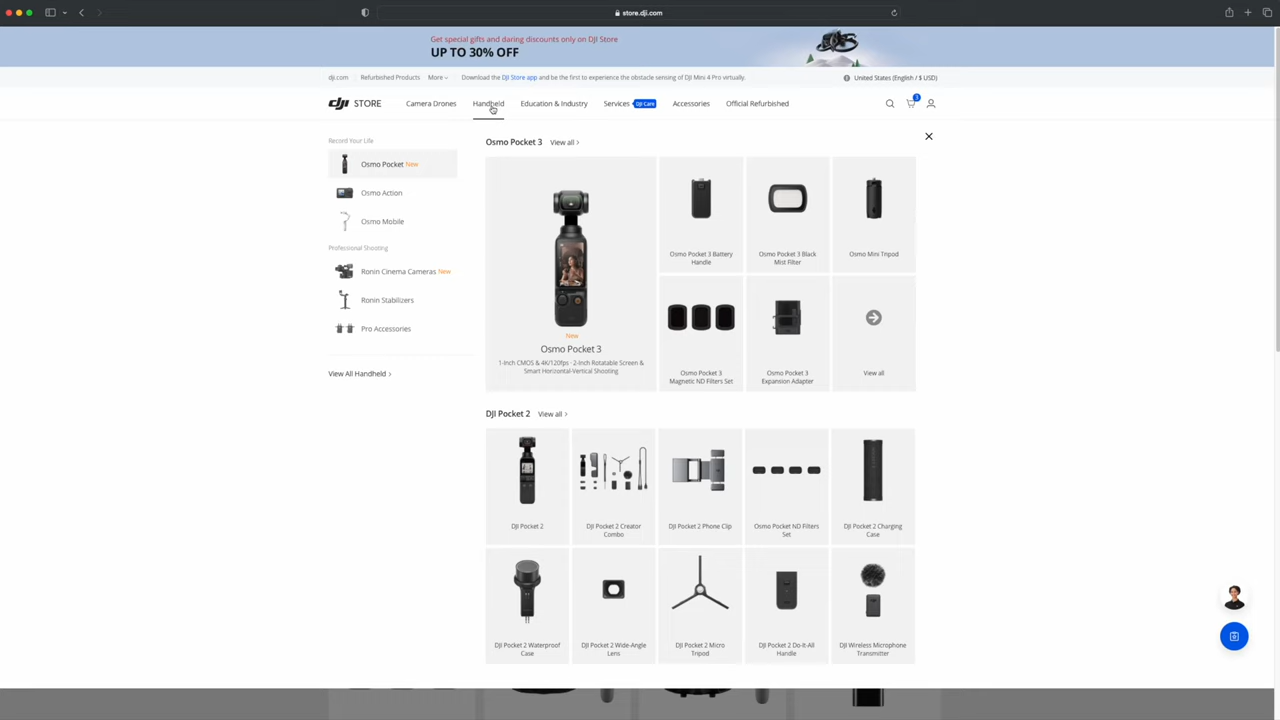 store.dji.com
Get special gifts and daring discounts only on DJI Store
UP TO 30% OFF
dji.com Refurbished Products More Download the DJI Store app and be the first to experience the obstacle sensing of DJI Mini 4 Pro virtually. United States (English / $ USD)
dji STORE Camera Drones Handheld Education & Industry Services DJI Care Accessories Official Refurbished 3
Record Your Life
Osmo Pocket New
Osmo Action
Osmo Mobile
Professional Shooting
Ronin Cinema Cameras New
Ronin Stabilizers
Pro Accessories
View All Handheld >
Osmo Pocket 3 View all >
New
Osmo Pocket 3
1-Inch CMOS & 4K/120fps · 2-Inch Rotatable Screen &
Smart Horizontal-Vertical Shooting
Osmo Pocket 3 Battery
Handle
Osmo Pocket 3 Black
Mist Filter
Osmo Mini Tripod
Osmo Pocket 3
Magnetic ND Filters Set
Osmo Pocket 3
Expansion Adapter
View all
DJI Pocket 2 View all >
DJI Pocket 2
DJI Pocket 2 Creator
Combo
DJI Pocket 2 Phone Clip
Osmo Pocket ND Filters
Set
DJI Pocket 2 Charging
Case
DJI Pocket 2 Waterproof
Case
DJI Pocket 2 Wide-Angle
Lens
DJI Pocket 2 Micro
Tripod
DJI Pocket 2 Do-It-All
Handle
DJI Wireless Microphone
Transmitter